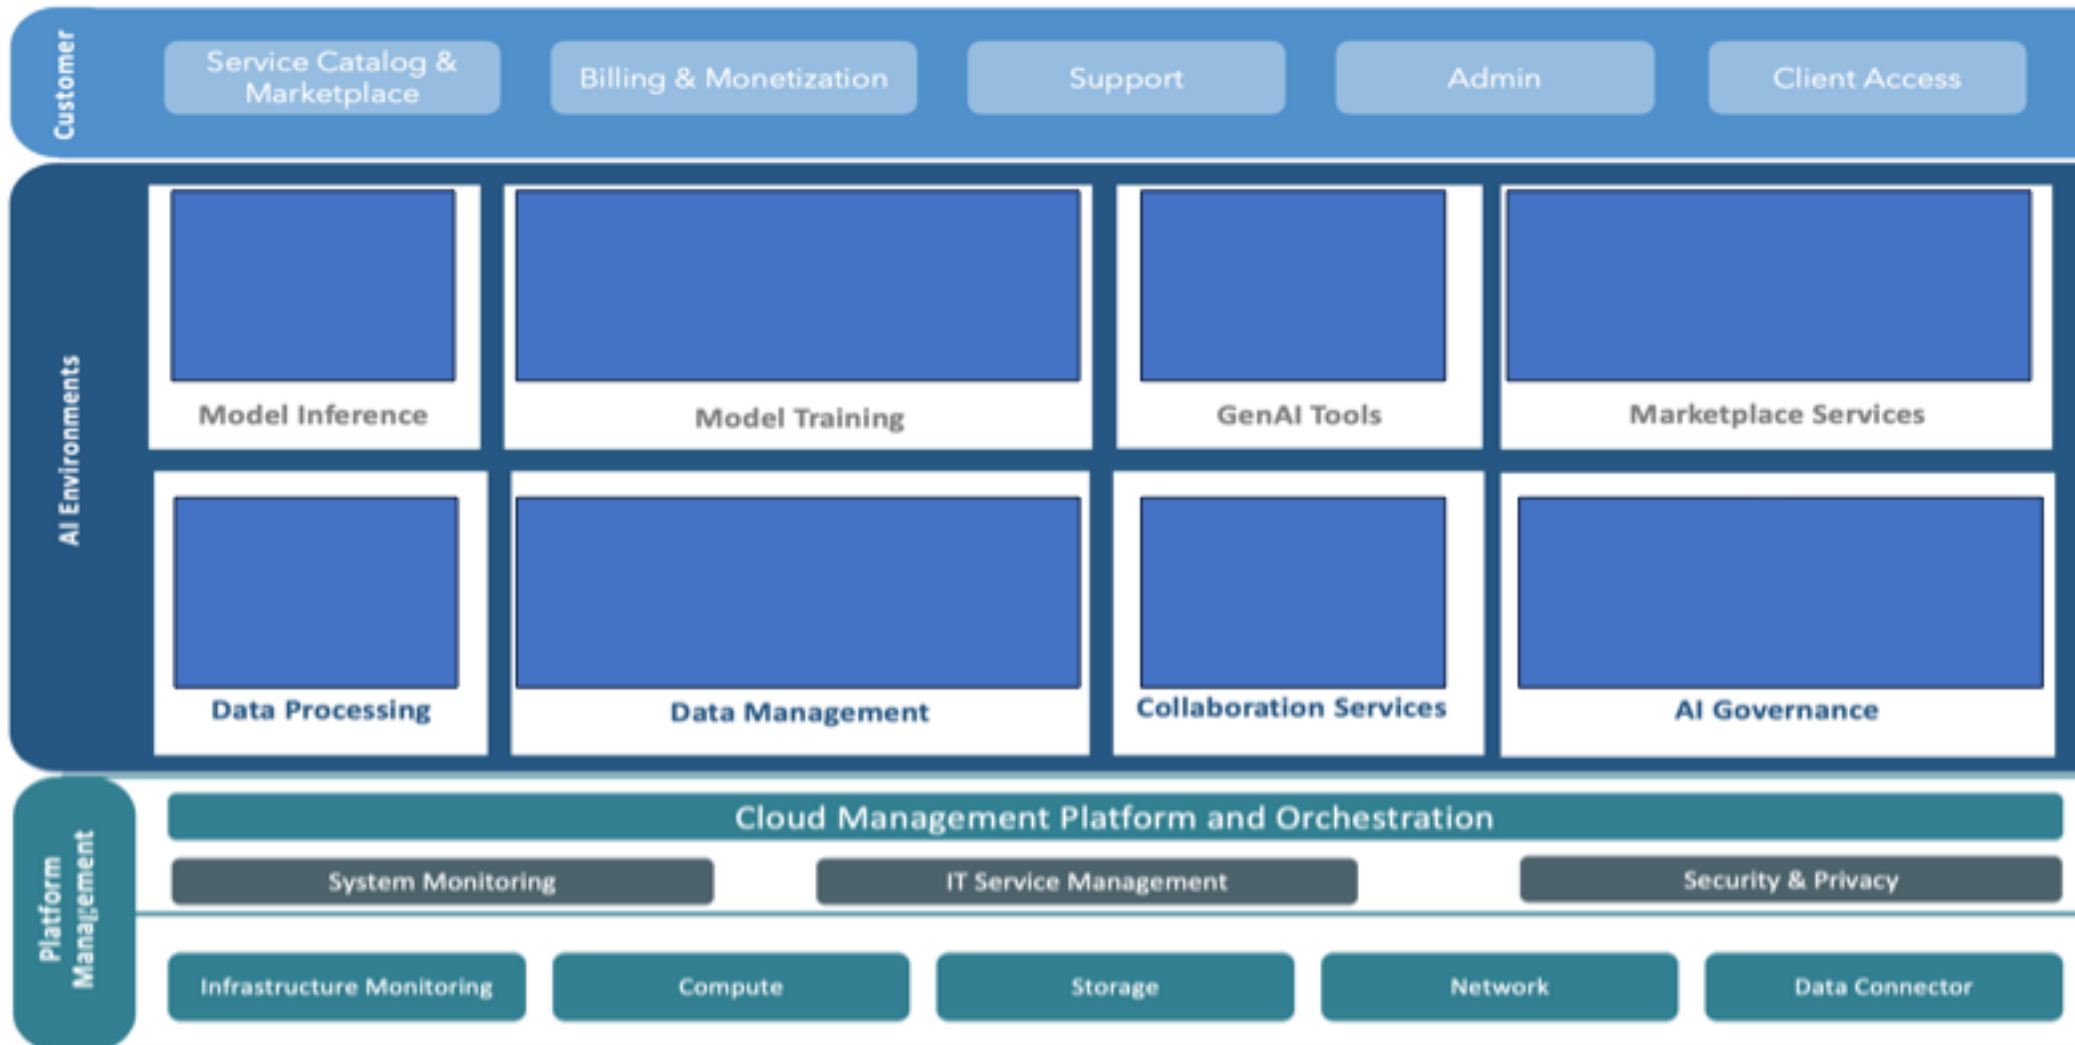 Customer
Service Catalog &
Marketplace
Billing & Monetization
Support
Admin
Client Access
AI Environments
Model Inference
Model Training
GenAI Tools
Marketplace Services
Data Processing
Data Management
Collaboration Services
AI Governance
Platform
Management
Cloud Management Platform and Orchestration
System Monitoring
IT Service Management
Security & Privacy
Infrastructure Monitoring
Compute
Storage
Network
Data Connector